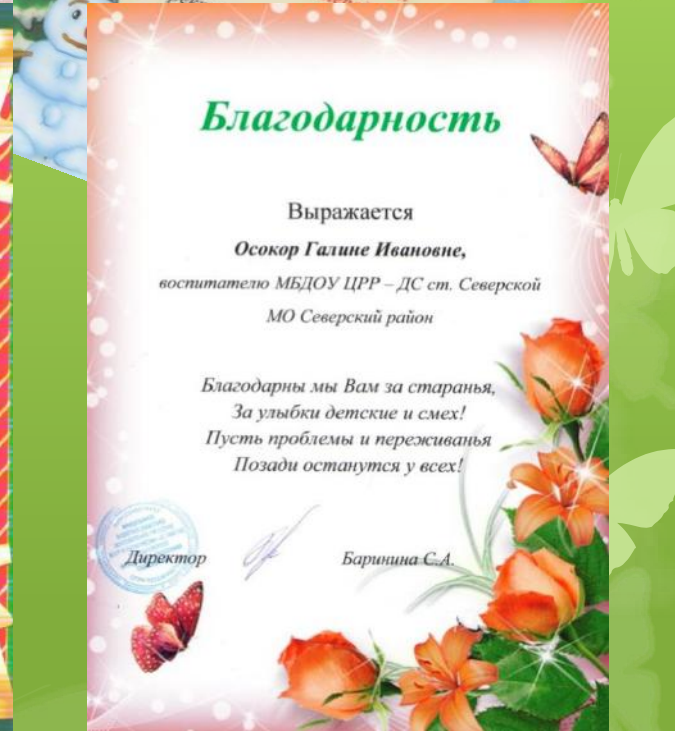 Благодарность
Выражается
Осокор Галине Ивановне,
воспитателю МБДОУ ЦРР – ДС ст. Северской
МО Северский район
Благодарны мы Вам за старанья,
За улыбки детские и смех!
Пусть проблемы и переживанья
Позади останутся у всех!
Директор Баринина С.А.